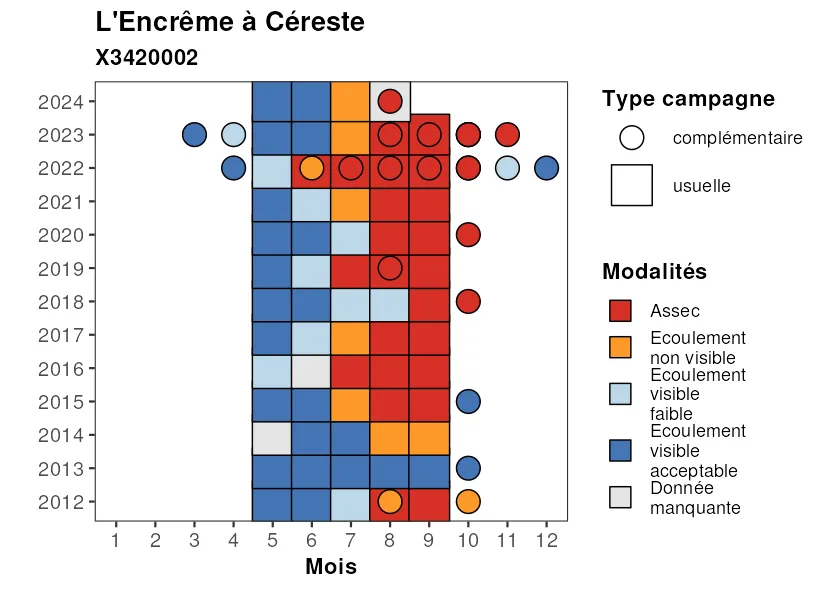 L'Encrême à Céreste
X3420002
2024
2023
2022
2021
2020
2019
2018
2017
2016
2015
2014
2013
2012
1 2 3 4 5 6 7 8 9 10 11 12
Mois
Type campagne
complémentaire
usuelle
Modalités
Assec
Ecoulement
non visible
Ecoulement
visible
faible
Ecoulement
visible
acceptable
Donnée
manquante